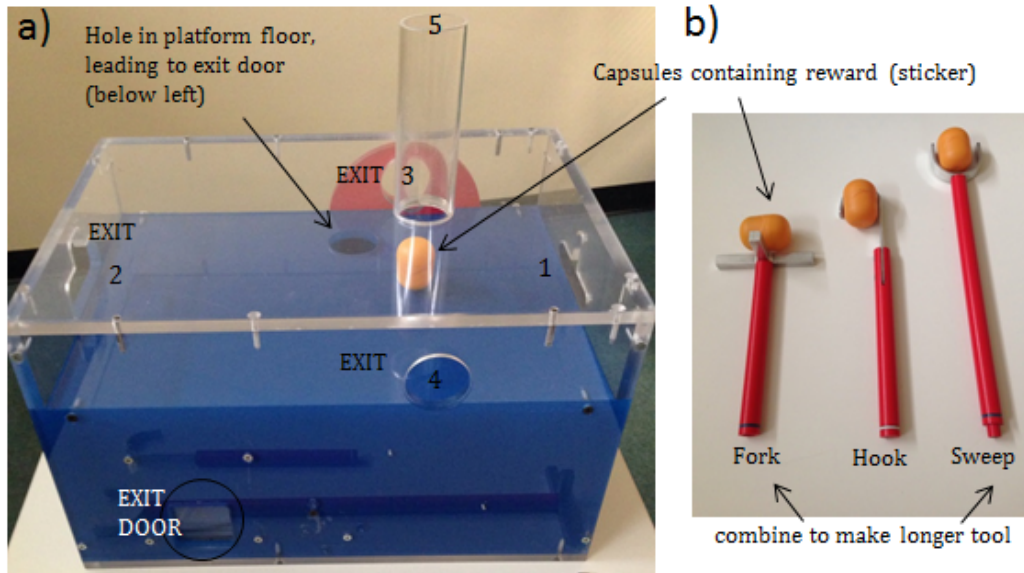 a)
Hole in platform floor,
leading to exit door
(below left)
5
EXIT 3
EXIT
2
1
EXIT
4
EXIT
DOOR
b)
Capsules containing reward (sticker)
Fork
Hook
Sweep
combine to make longer tool